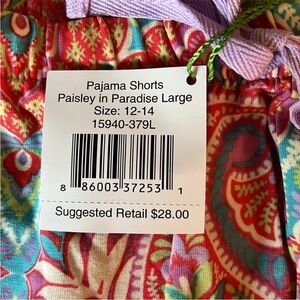 Pajama Shorts
Paisley in Paradise Large
Size: 12-14
15940-379L
8 86003 37253 1
Suggested Retail $28.00